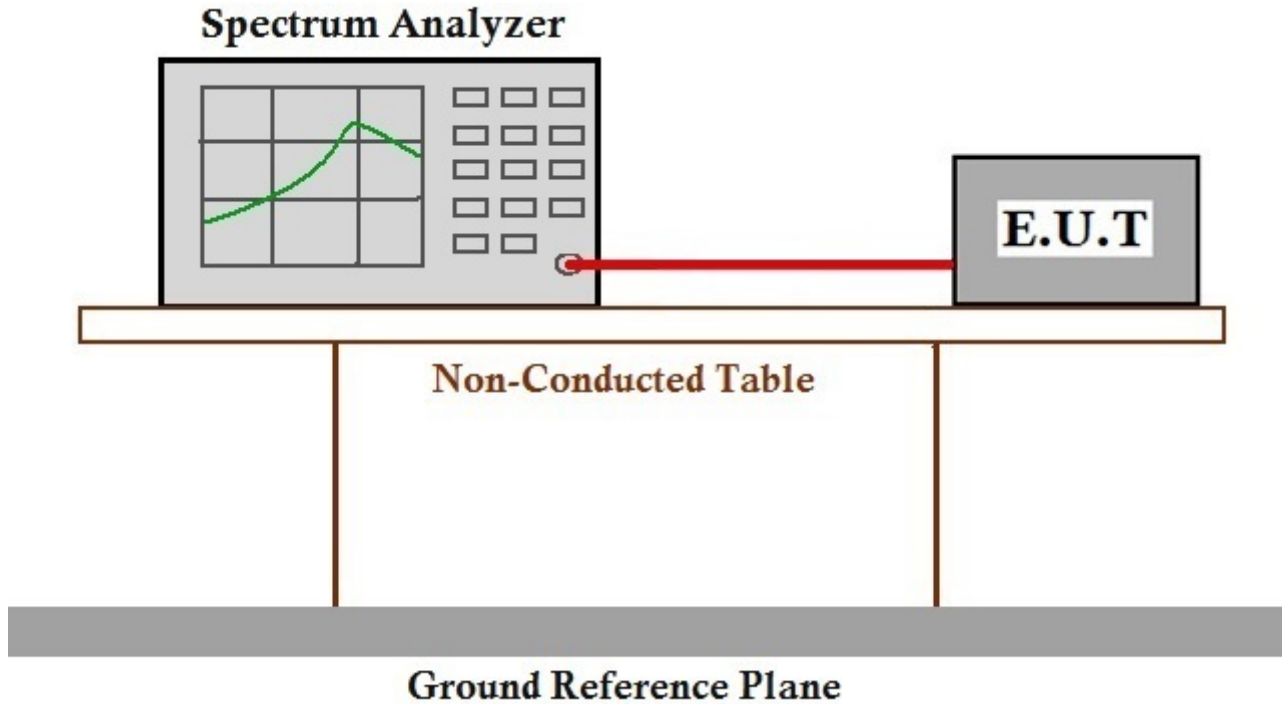 Spectrum Analyzer
E.U.T
Non-Conducted Table
Ground Reference Plane